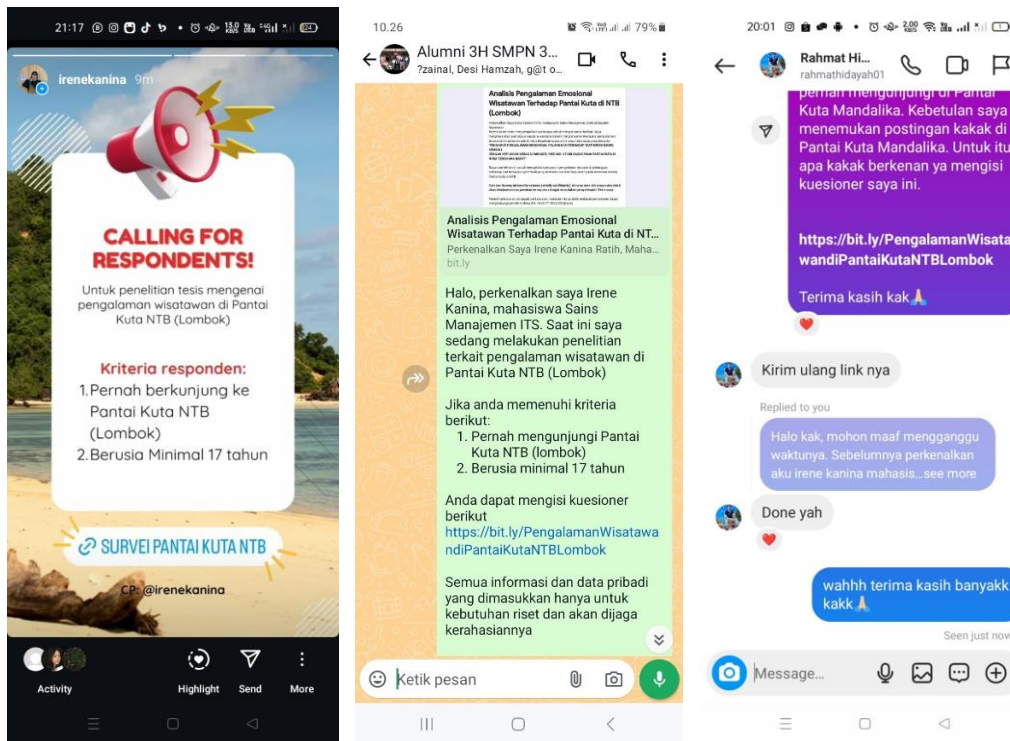 21:17
irenekanina 9m
CALLING FOR
RESPONDENTS!
Untuk penelitian tesis mengenai
pengalaman wisatawan di Pantai
Kuta NTB (Lombok)
Kriteria responden:
1.Pernah berkunjung ke
Pantai Kuta NTB
(Lombok)
2.Berusia Minimal 17 tahun
SURVEI PANTAI KUTA NTB
CP: @irenekanina
Activity
Highlight
Send
More
10.26
79%
Alumni 3H SMPN 3...
?zainal, Desi Hamzah, g@t o...
Analisis Pengalaman Emosional
Wisatawan Terhadap Pantai Kuta di NTB
(Lombok)
Analisis Pengalaman Emosional
Wisatawan Terhadap Pantai Kuta di NT...
Perkenalkan Saya Irene Kanina Ratih, Maha...
bit.ly
Halo, perkenalkan saya Irene
Kanina, mahasiswa Sains
Manajemen ITS. Saat ini saya
sedang melakukan penelitian
terkait pengalaman wisatawan di
Pantai Kuta NTB (Lombok)
Jika anda memenuhi kriteria
berikut:
1. Pernah mengunjungi Pantai
Kuta NTB (lombok)
2. Berusia minimal 17 tahun
Anda dapat mengisi kuesioner
berikut
https://bit.ly/PengalamanWisatawa
ndiPantaiKutaNTBLombok
Semua informasi dan data pribadi
yang dimasukkan hanya untuk
kebutuhan riset dan akan dijaga
kerahasiannya
Ketik pesan
20:01
Rahmat Hi...
rahmathidayah01
pernah mengunjungi di Pantai
Kuta Mandalika. Kebetulan saya
menemukan postingan kakak di
Pantai Kuta Mandalika. Untuk itu
apa kakak berkenan ya mengisi
kuesioner saya ini.
https://bit.ly/PengalamanWisata
wandiPantaiKutaNTBLombok
Terima kasih kak🙏
Kirim ulang link nya
Replied to you
Halo kak, mohon maaf mengganggu
waktunya. Sebelumnya perkenalkan
aku irene kanina mahasis...see more
Done yah
wahhh terima kasih banyakk
kakk🙏
Seen just now
Message...